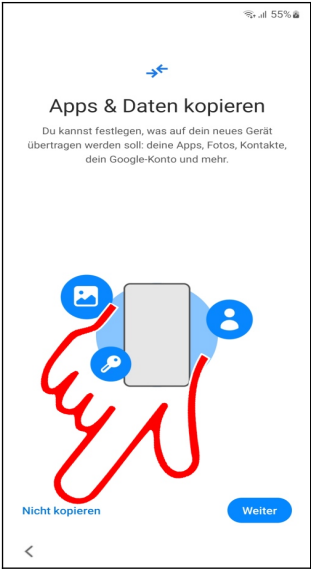 55%
Apps & Daten kopieren
Du kannst festlegen, was auf dein neues Gerät
übertragen werden soll: deine Apps, Fotos, Kontakte,
dein Google-Konto und mehr.
Nicht kopieren
Weiter